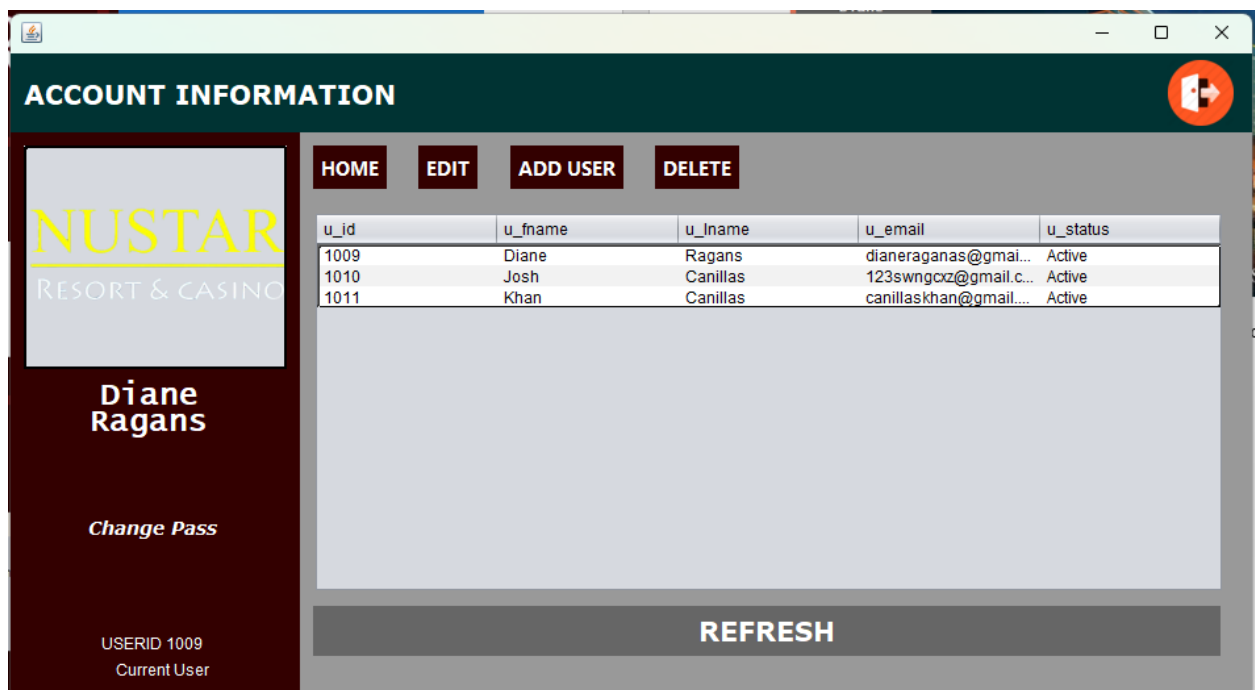 ACCOUNT INFORMATION
NUSTAR
RESORT & CASINO
Diane
Ragans
Change Pass
USERID 1009
Current User
HOME EDIT ADD USER DELETE
u_id u_fname u_lname u_email u_status
1009 Diane Ragans dianeraganas@gmai... Active
1010 Josh Canillas 123swngcxz@gmail.c... Active
1011 Khan Canillas canillaskhan@gmail.... Active
REFRESH